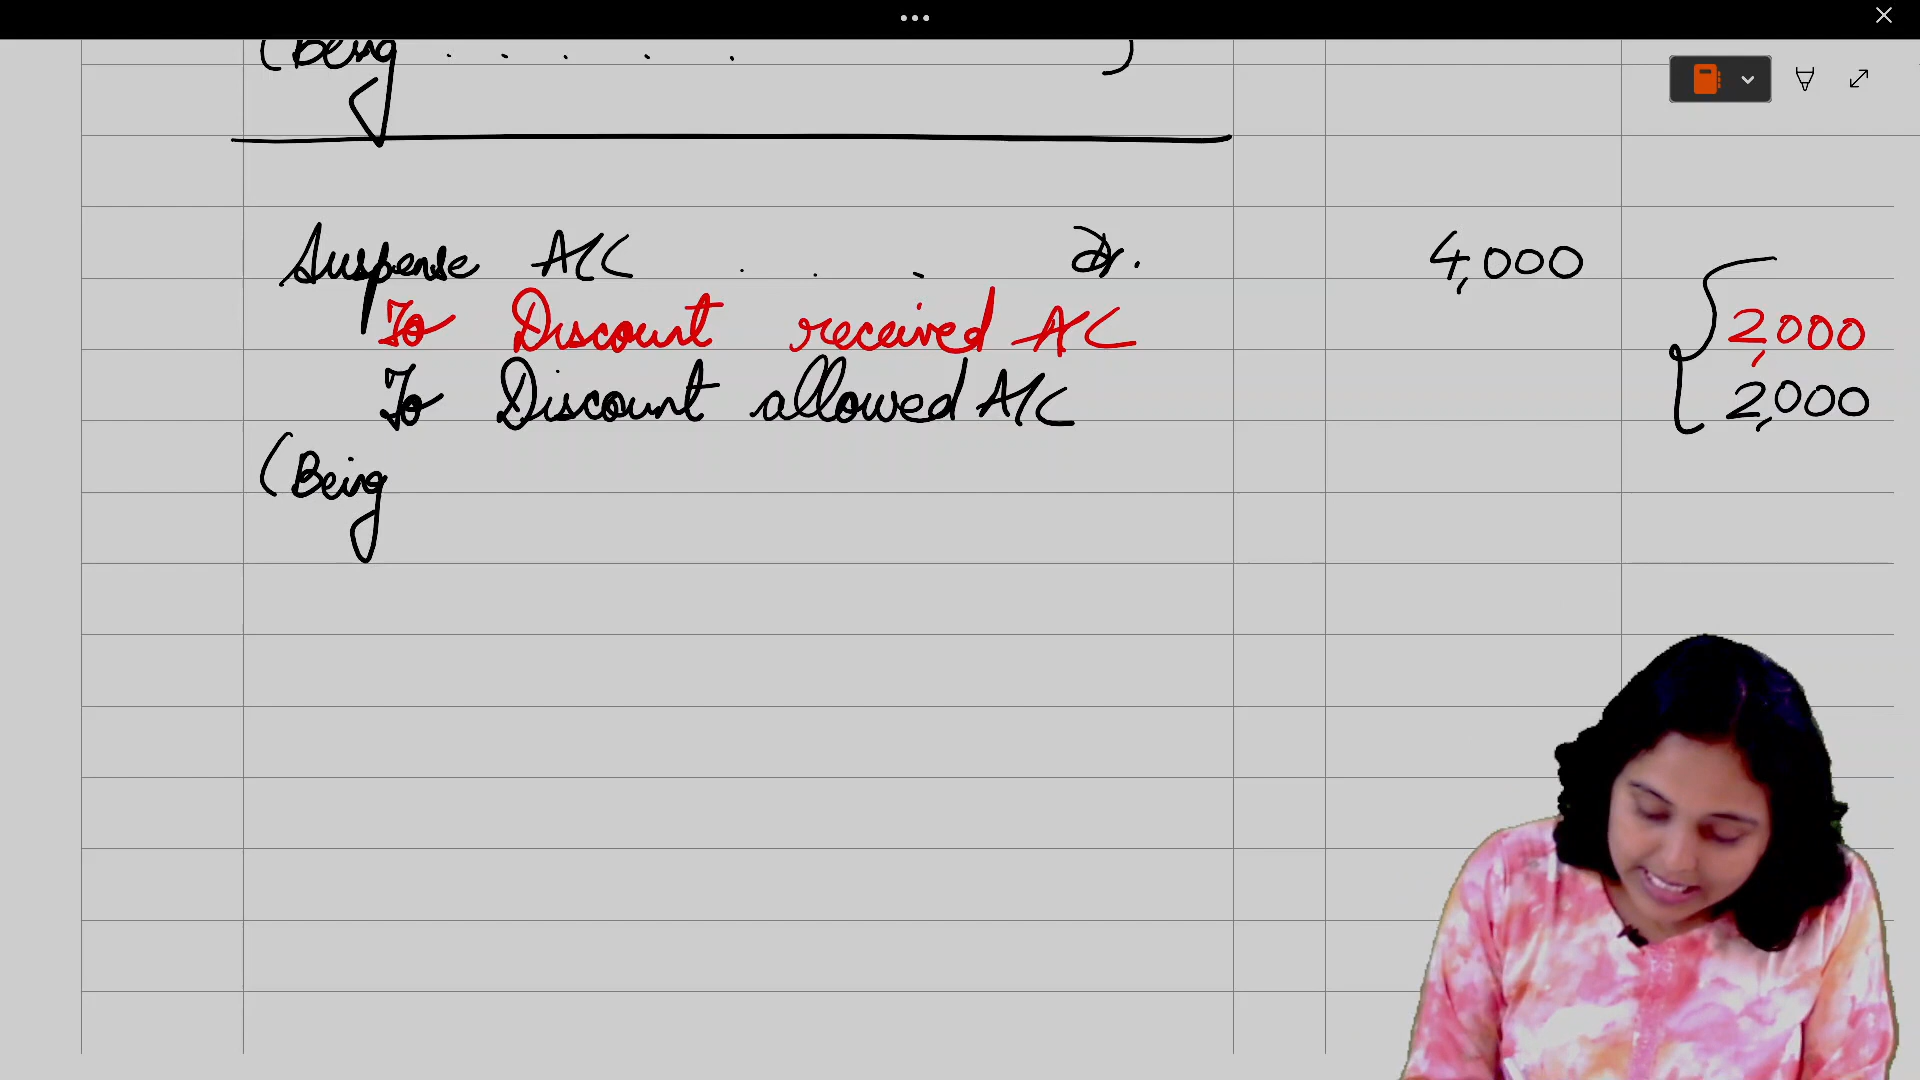 (Being . . . . . )
Suspense A/C . . . dr. 4,000
To Discount received A/C 2,000
To Discount allowed A/C 2,000
(Being